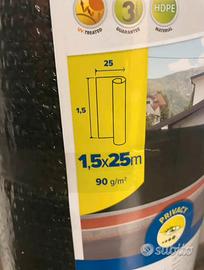 UV TREATED
3
GUARANTEE
HDPE
MATERIAL
25
1,5
1,5x25m
90 g/m²
PRIVACY
subito